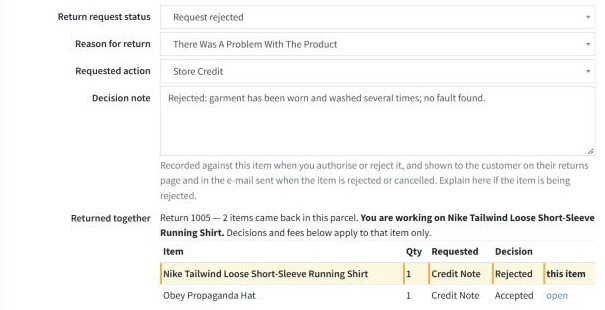 Return request status Request rejected
Reason for return There Was A Problem With The Product
Requested action Store Credit
Decision note Rejected: garment has been worn and washed several times; no fault found.
Recorded against this item when you authorise or reject it, and shown to the customer on their returns
page and in the e-mail sent when the item is rejected or cancelled. Explain here if the item is being
rejected.
Returned together Return 1005 — 2 items came back in this parcel. You are working on Nike Tailwind Loose Short-Sleeve
Running Shirt. Decisions and fees below apply to that item only.
Item Qty Requested Decision
Nike Tailwind Loose Short-Sleeve Running Shirt 1 Credit Note Rejected this item
Obey Propaganda Hat 1 Credit Note Accepted open